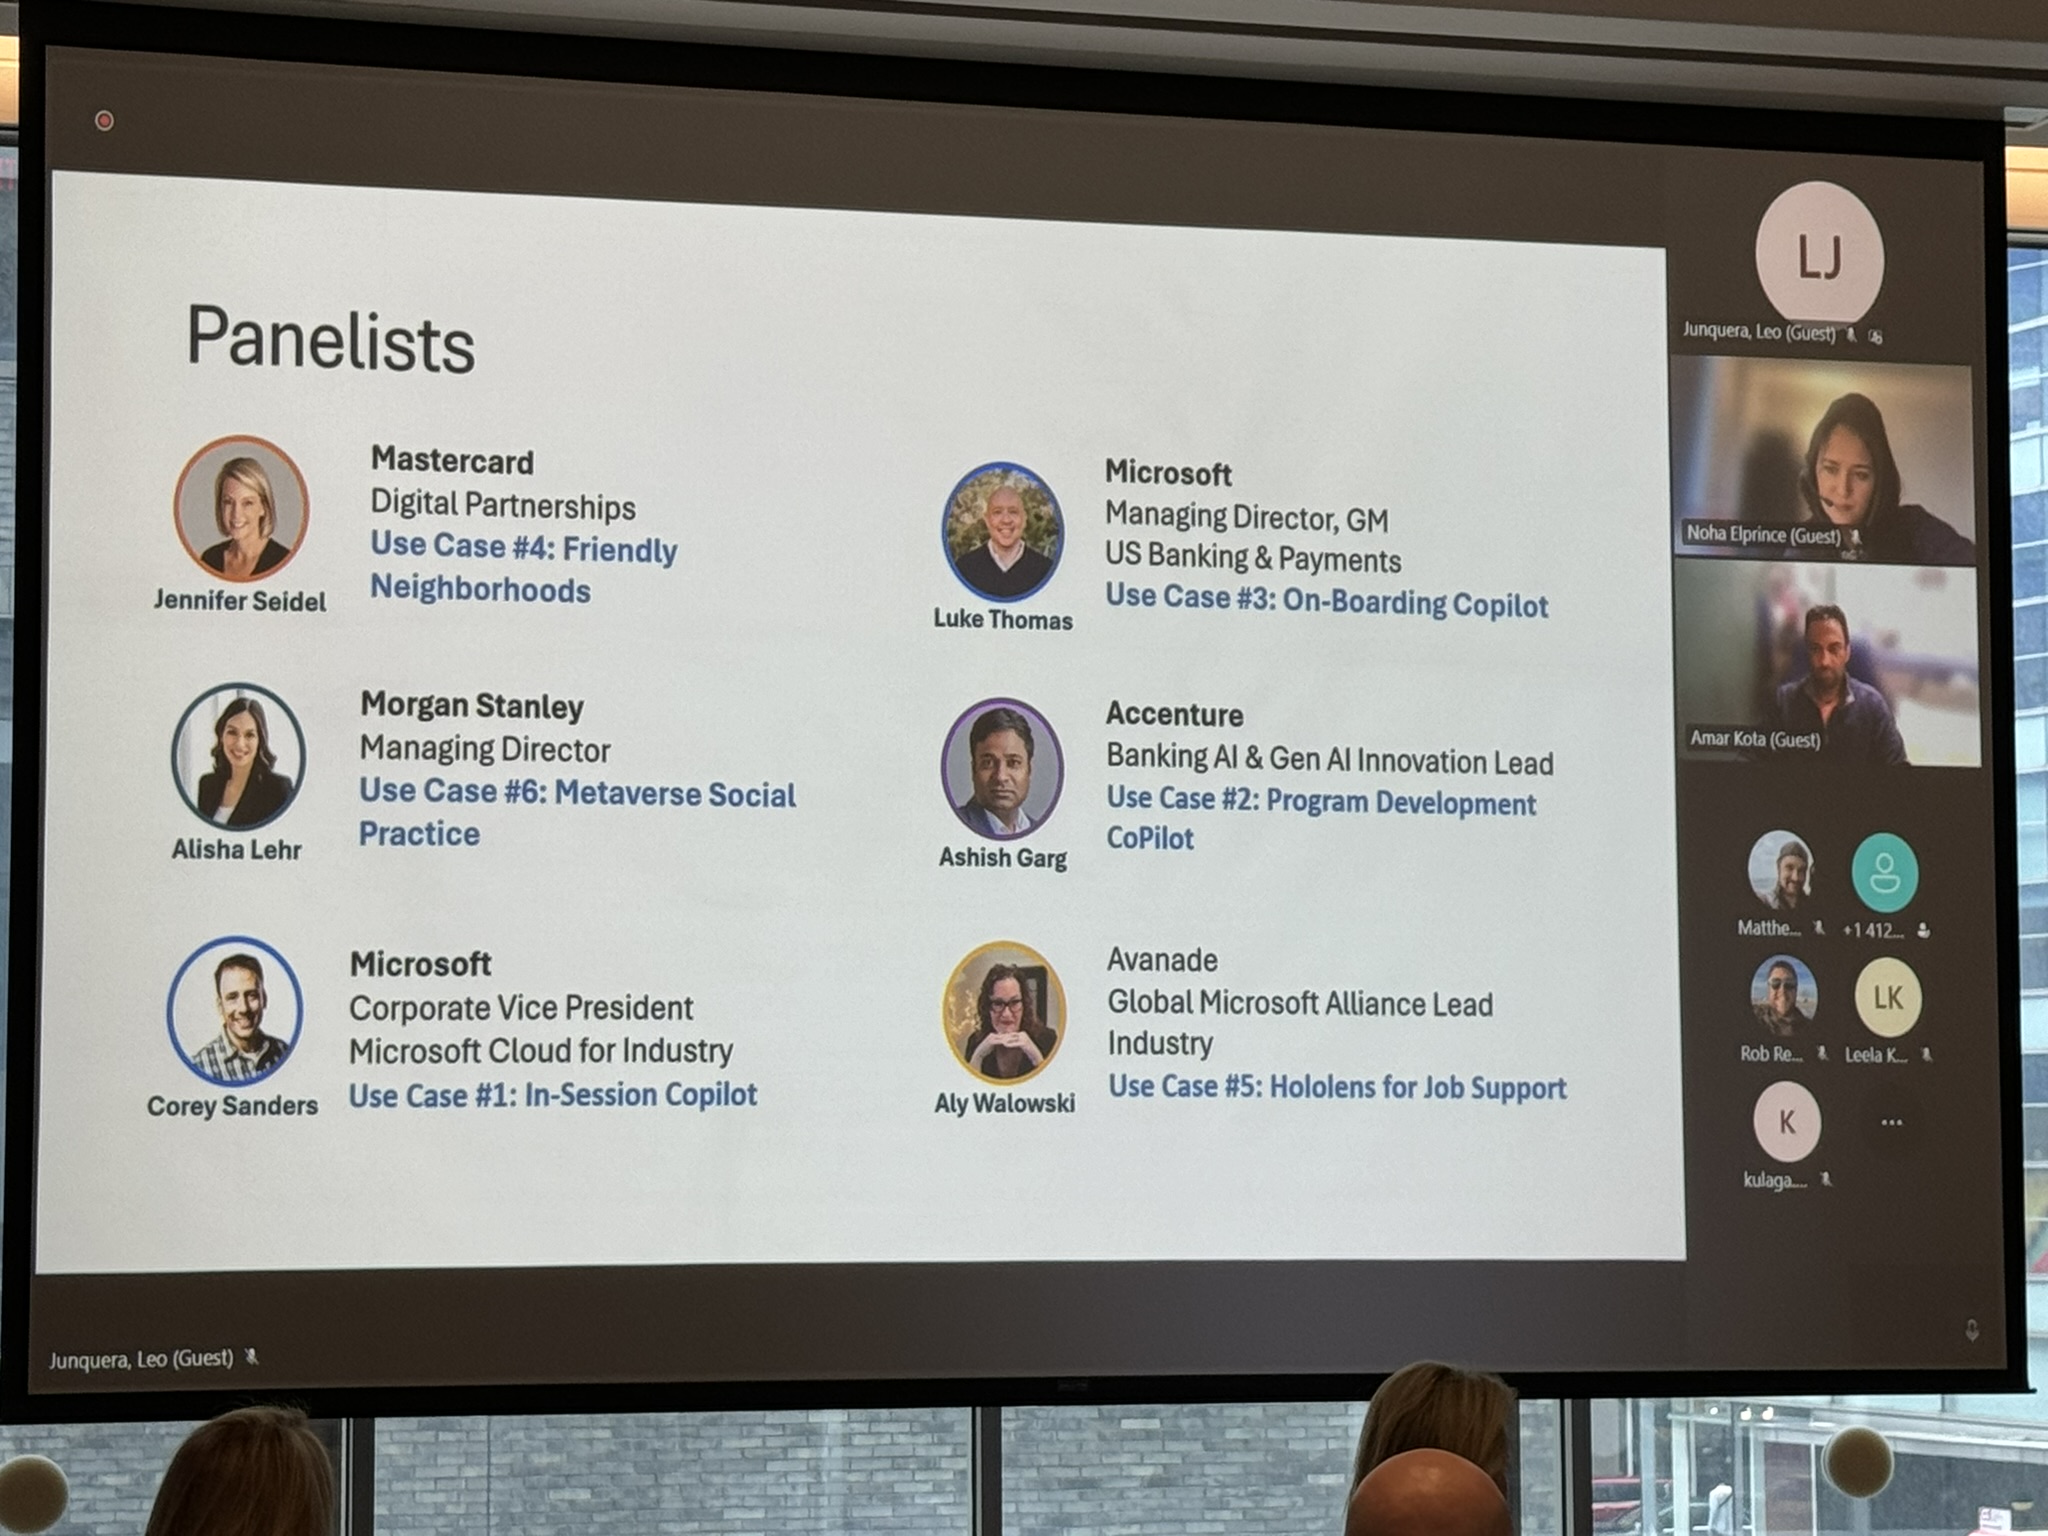 Panelists
Mastercard
Digital Partnerships
Use Case #4: Friendly
Neighborhoods
Jennifer Seidel
Microsoft
Managing Director, GM
US Banking & Payments
Use Case #3: On-Boarding Copilot
Luke Thomas
Morgan Stanley
Managing Director
Use Case #6: Metaverse Social
Practice
Alisha Lehr
Accenture
Banking AI & Gen AI Innovation Lead
Use Case #2: Program Development
CoPilot
Ashish Garg
Microsoft
Corporate Vice President
Microsoft Cloud for Industry
Use Case #1: In-Session Copilot
Corey Sanders
Avanade
Global Microsoft Alliance Lead
Industry
Use Case #5: Hololens for Job Support
Aly Walowski
LJ
Junquera, Leo (Guest)
Noha Elprince (Guest)
Amar Kota (Guest)
Matthe...
+1 412...
Rob Re...
LK
Leela K...
K
kulaga....
Junquera, Leo (Guest)